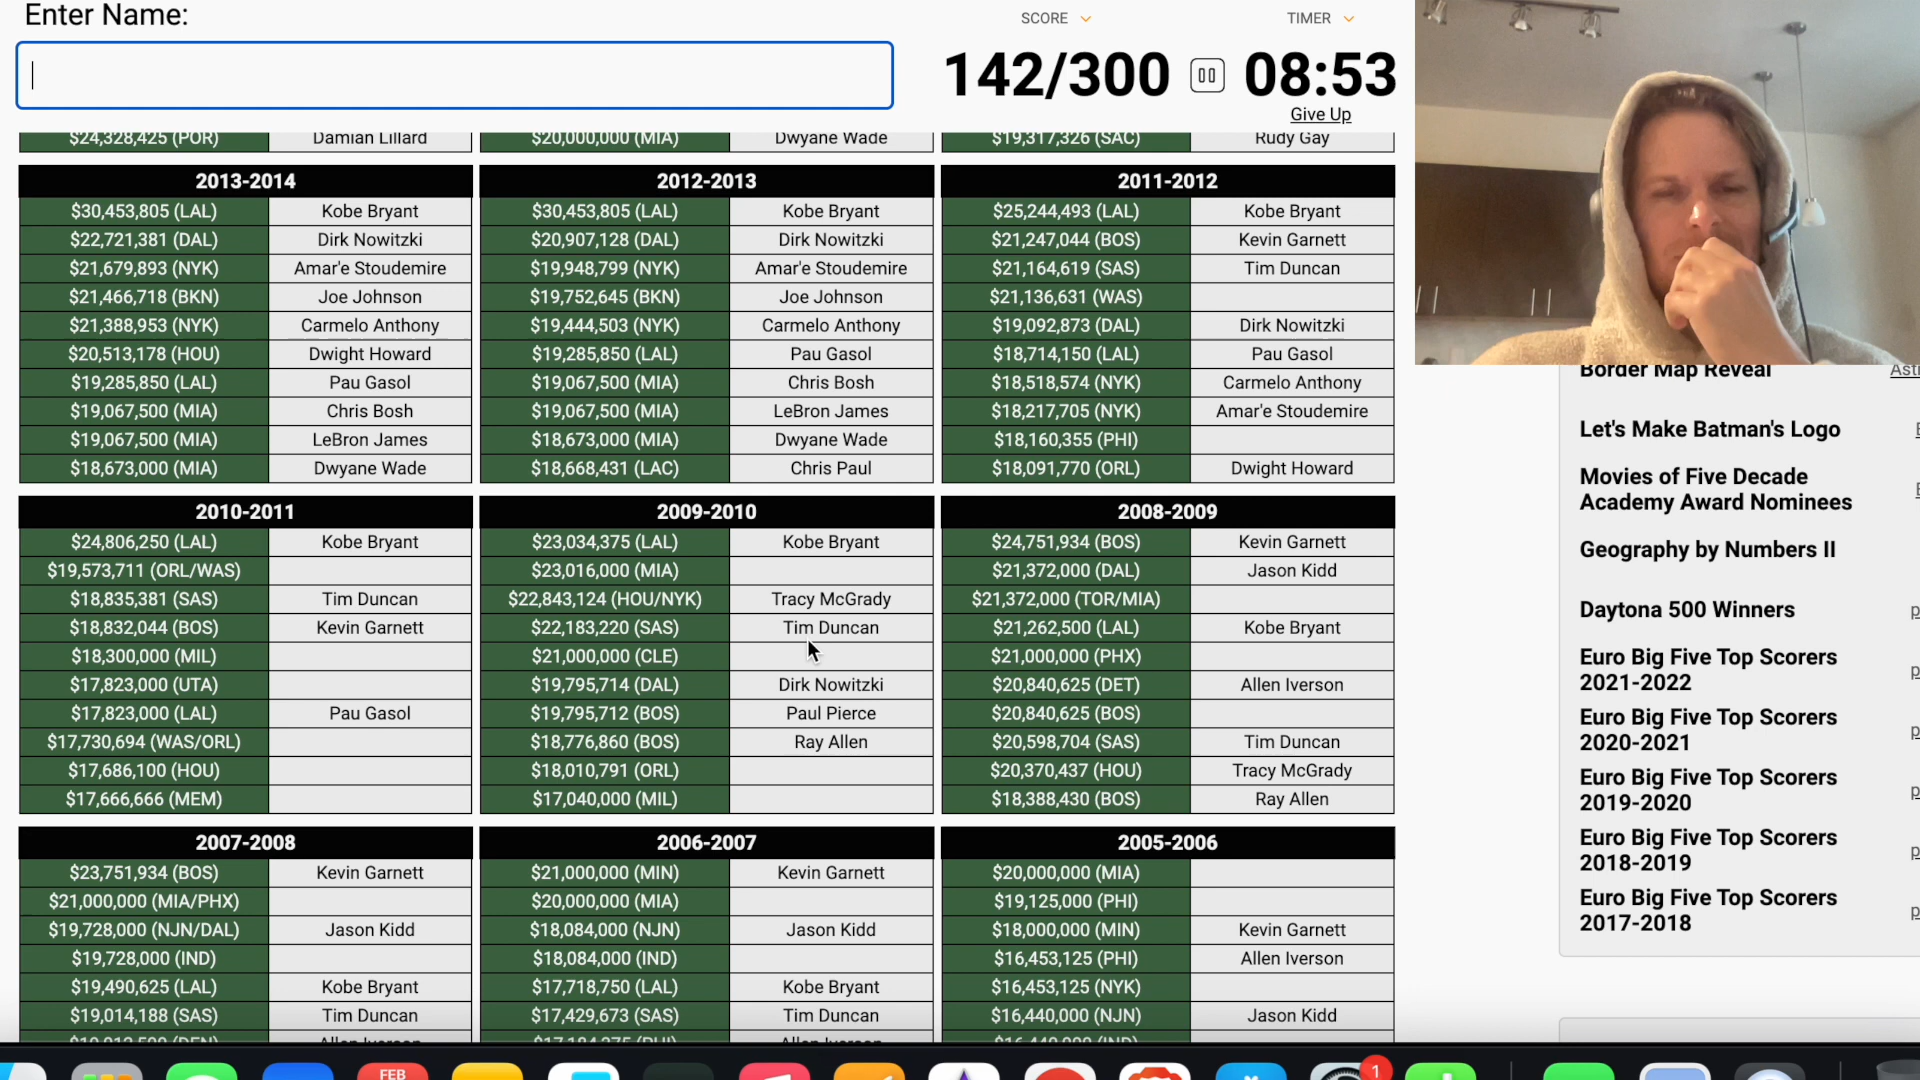 Enter Name:
SCORE
TIMER
142/300
08:53
Give Up
$24,328,425 (POR) Damian Lillard $20,000,000 (MIA) Dwyane Wade $19,317,326 (SAC) Rudy Gay
2013-2014 2012-2013 2011-2012
$30,453,805 (LAL) Kobe Bryant $30,453,805 (LAL) Kobe Bryant $25,244,493 (LAL) Kobe Bryant
$22,721,381 (DAL) Dirk Nowitzki $20,907,128 (DAL) Dirk Nowitzki $21,247,044 (BOS) Kevin Garnett
$21,679,893 (NYK) Amar'e Stoudemire $19,948,799 (NYK) Amar'e Stoudemire $21,164,619 (SAS) Tim Duncan
$21,466,718 (BKN) Joe Johnson $19,752,645 (BKN) Joe Johnson $21,136,631 (WAS)
$21,388,953 (NYK) Carmelo Anthony $19,444,503 (NYK) Carmelo Anthony $19,092,873 (DAL) Dirk Nowitzki
$20,513,178 (HOU) Dwight Howard $19,285,850 (LAL) Pau Gasol $18,714,150 (LAL) Pau Gasol
$19,285,850 (LAL) Pau Gasol $19,067,500 (MIA) Chris Bosh $18,518,574 (NYK) Carmelo Anthony
$19,067,500 (MIA) Chris Bosh $19,067,500 (MIA) LeBron James $18,217,705 (NYK) Amar'e Stoudemire
$19,067,500 (MIA) LeBron James $18,673,000 (MIA) Dwyane Wade $18,160,355 (PHI)
$18,673,000 (MIA) Dwyane Wade $18,668,431 (LAC) Chris Paul $18,091,770 (ORL) Dwight Howard
2010-2011 2009-2010 2008-2009
$24,806,250 (LAL) Kobe Bryant $23,034,375 (LAL) Kobe Bryant $24,751,934 (BOS) Kevin Garnett
$19,573,711 (ORL/WAS) $23,016,000 (MIA) $21,372,000 (DAL) Jason Kidd
$18,835,381 (SAS) Tim Duncan $22,843,124 (HOU/NYK) Tracy McGrady $21,372,000 (TOR/MIA)
$18,832,044 (BOS) Kevin Garnett $22,183,220 (SAS) Tim Duncan $21,262,500 (LAL) Kobe Bryant
$18,300,000 (MIL) $21,000,000 (CLE) $21,000,000 (PHX)
$17,823,000 (UTA) $19,795,714 (DAL) Dirk Nowitzki $20,840,625 (DET) Allen Iverson
$17,823,000 (LAL) Pau Gasol $19,795,712 (BOS) Paul Pierce $20,840,625 (BOS)
$17,730,694 (WAS/ORL) $18,776,860 (BOS) Ray Allen $20,598,704 (SAS) Tim Duncan
$17,686,100 (HOU) $18,010,791 (ORL) $20,370,437 (HOU) Tracy McGrady
$17,666,666 (MEM) $17,040,000 (MIL) $18,388,430 (BOS) Ray Allen
2007-2008 2006-2007 2005-2006
$23,751,934 (BOS) Kevin Garnett $21,000,000 (MIN) Kevin Garnett $20,000,000 (MIA)
$21,000,000 (MIA/PHX) $20,000,000 (MIA) $19,125,000 (PHI)
$19,728,000 (NJN/DAL) Jason Kidd $18,084,000 (NJN) Jason Kidd $18,000,000 (MIN) Kevin Garnett
$19,728,000 (IND) $18,084,000 (IND) $16,453,125 (PHI) Allen Iverson
$19,490,625 (LAL) Kobe Bryant $17,718,750 (LAL) Kobe Bryant $16,453,125 (NYK)
$19,014,188 (SAS) Tim Duncan $17,429,673 (SAS) Tim Duncan $16,440,000 (NJN) Jason Kidd
Border Map Reveal
Let's Make Batman's Logo
Movies of Five Decade
Academy Award Nominees
Geography by Numbers II
Daytona 500 Winners
Euro Big Five Top Scorers
2021-2022
Euro Big Five Top Scorers
2020-2021
Euro Big Five Top Scorers
2019-2020
Euro Big Five Top Scorers
2018-2019
Euro Big Five Top Scorers
2017-2018
FEB
1